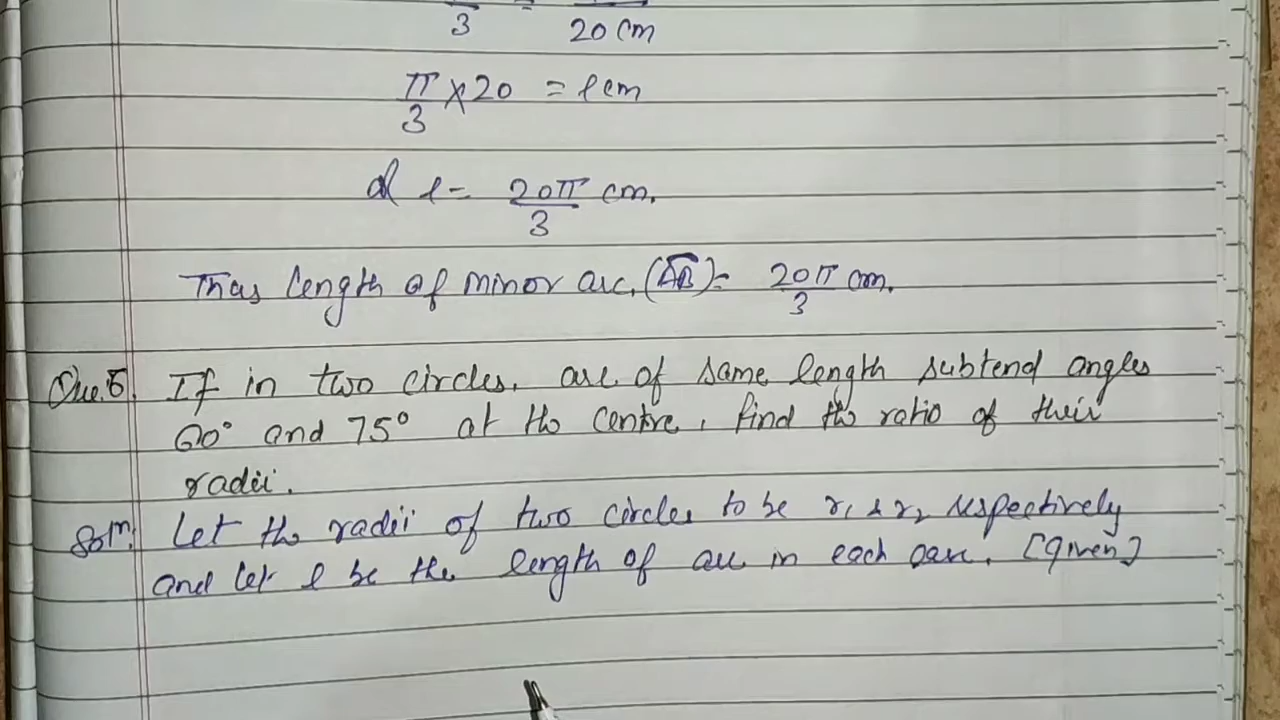 3 = 20 cm
π/3 × 20 = l cm
or l = 20π/3 cm.
Thus length of minor arc, (AB) = 20π/3 cm.
Que.6. If in two circles, arc of same length subtend angles
60° and 75° at the centre, find the ratio of their
radii.
Solⁿ: Let the radii of two circles to be r₁ & r₂ respectively
and let l be the length of arc in each case. [given]